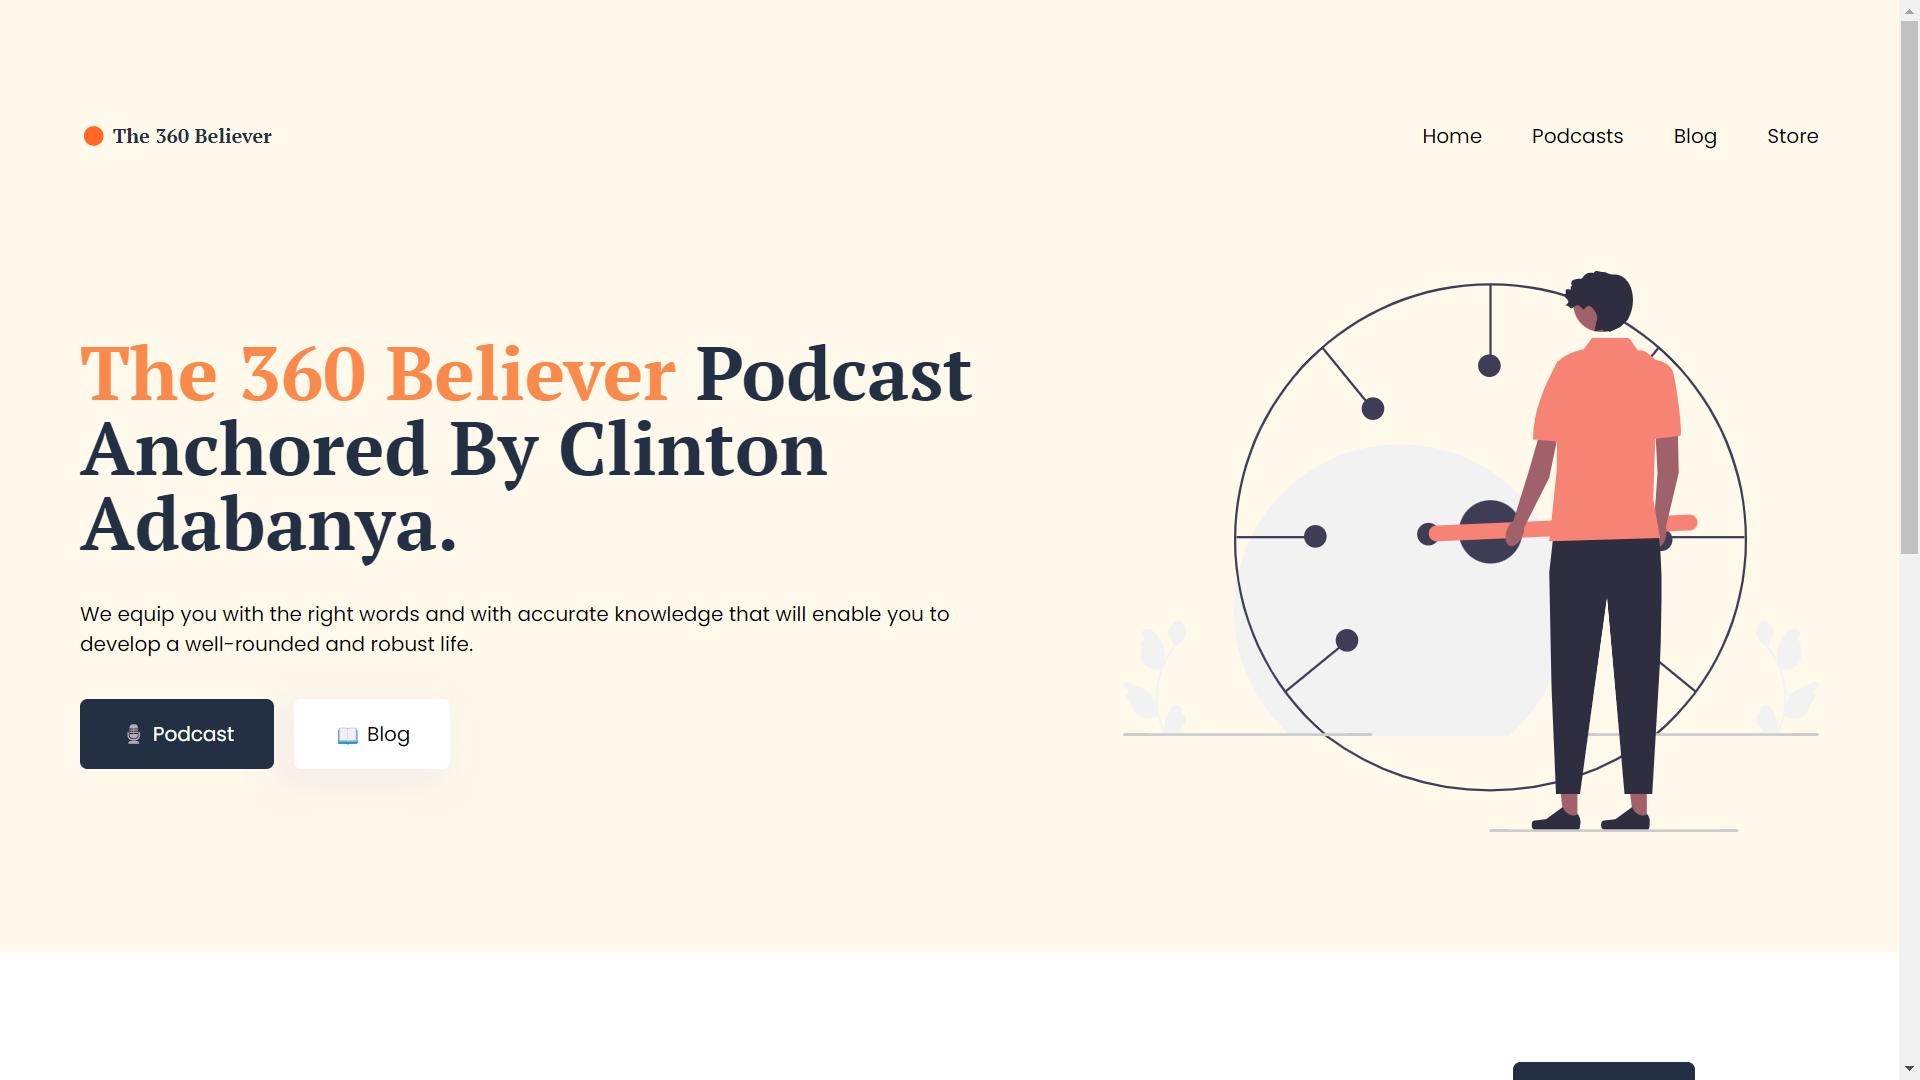 The 360 Believer
Home Podcasts Blog Store
The 360 Believer Podcast
Anchored By Clinton
Adabanya.
We equip you with the right words and with accurate knowledge that will enable you to
develop a well-rounded and robust life.
🎙️ Podcast 📖 Blog